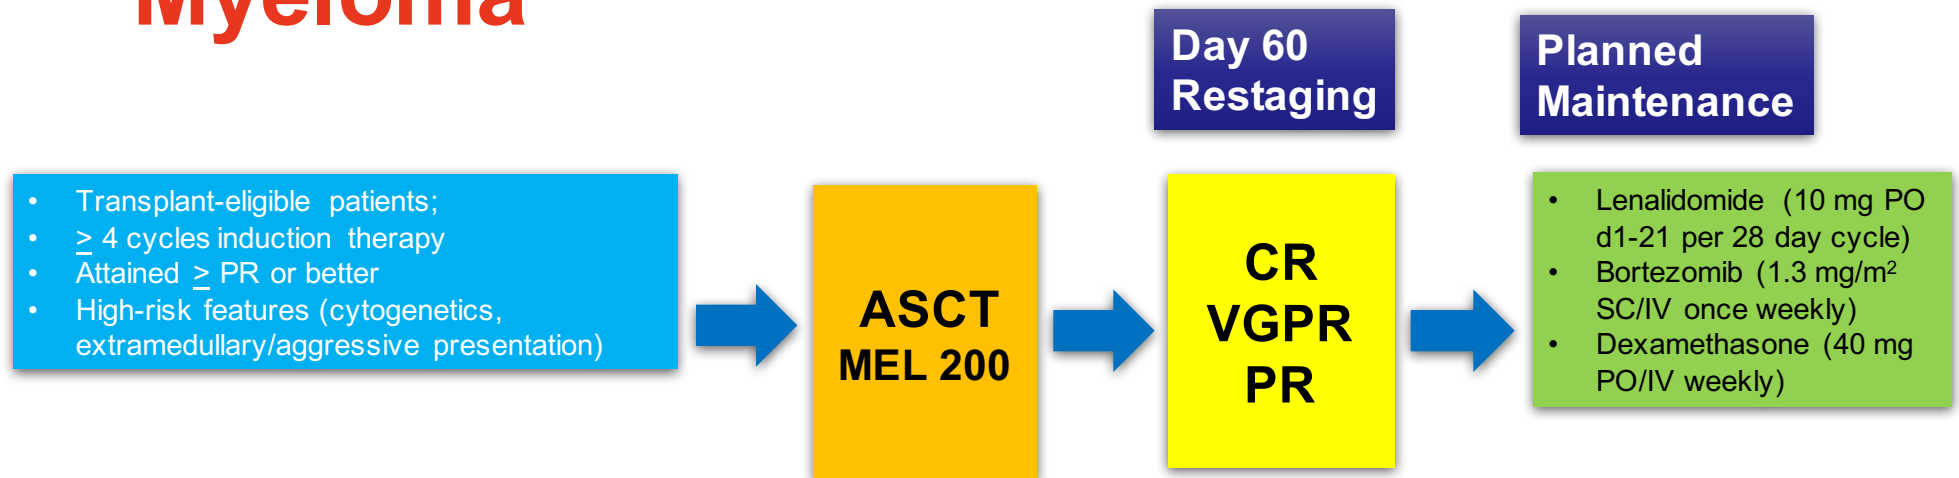 Myeloma
Day 60
Restaging
Planned
Maintenance
• Transplant-eligible patients;
• ≥ 4 cycles induction therapy
• Attained ≥ PR or better
• High-risk features (cytogenetics,
extramedullary/aggressive presentation)
ASCT
MEL 200
CR
VGPR
PR
• Lenalidomide (10 mg PO
d1-21 per 28 day cycle)
• Bortezomib (1.3 mg/m²
SC/IV once weekly)
• Dexamethasone (40 mg
PO/IV weekly)